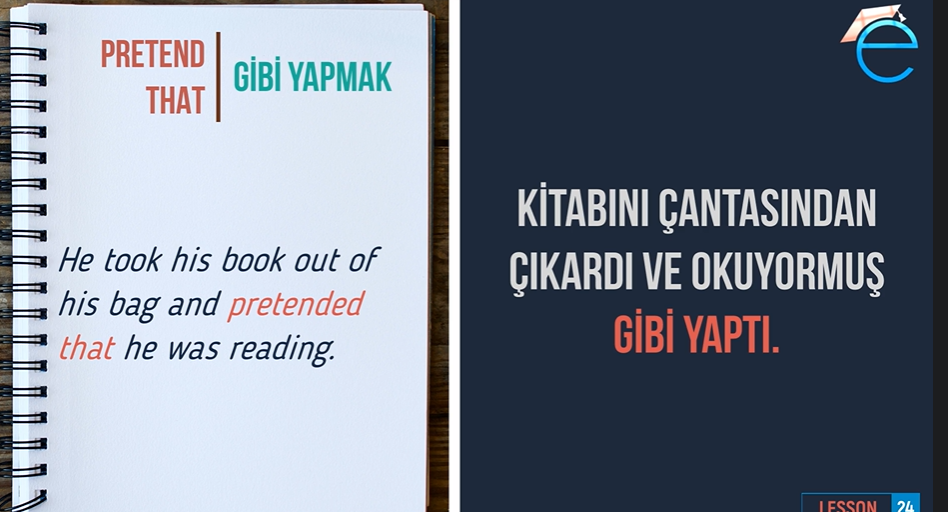 PRETEND
THAT
GİBİ YAPMAK
He took his book out of
his bag and pretended
that he was reading.
e
KİTABINI ÇANTASINDAN
ÇIKARDI VE OKUYORMUŞ
GİBİ YAPTI.
LESSON 24